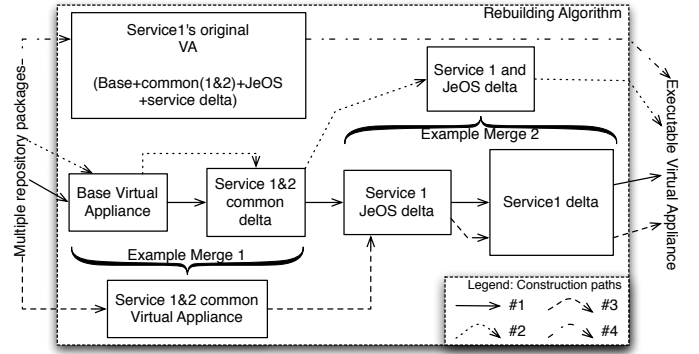 Rebuilding Algorithm
Service1's original
VA
(Base+common(1&2)+JeOS
+service delta)
Service 1 and
JeOS delta
Example Merge 2
Multiple repository packages
Executable Virtual Appliance
Base Virtual
Appliance
Service 1&2
common
delta
Service 1
JeOS delta
Service1 delta
Example Merge 1
Service 1&2 common
Virtual Appliance
Legend: Construction paths
#1
#3
#2
#4